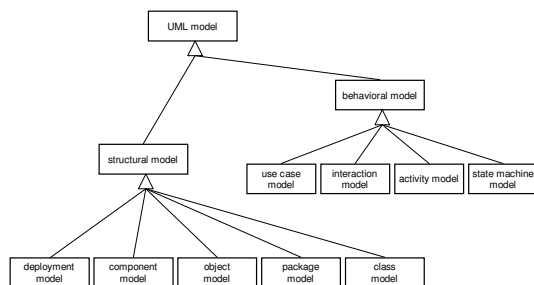 UML model
behavioral model
structural model
use case
model
interaction
model
activity model
state machine
model
deployment
model
component
model
object
model
package
model
class
model